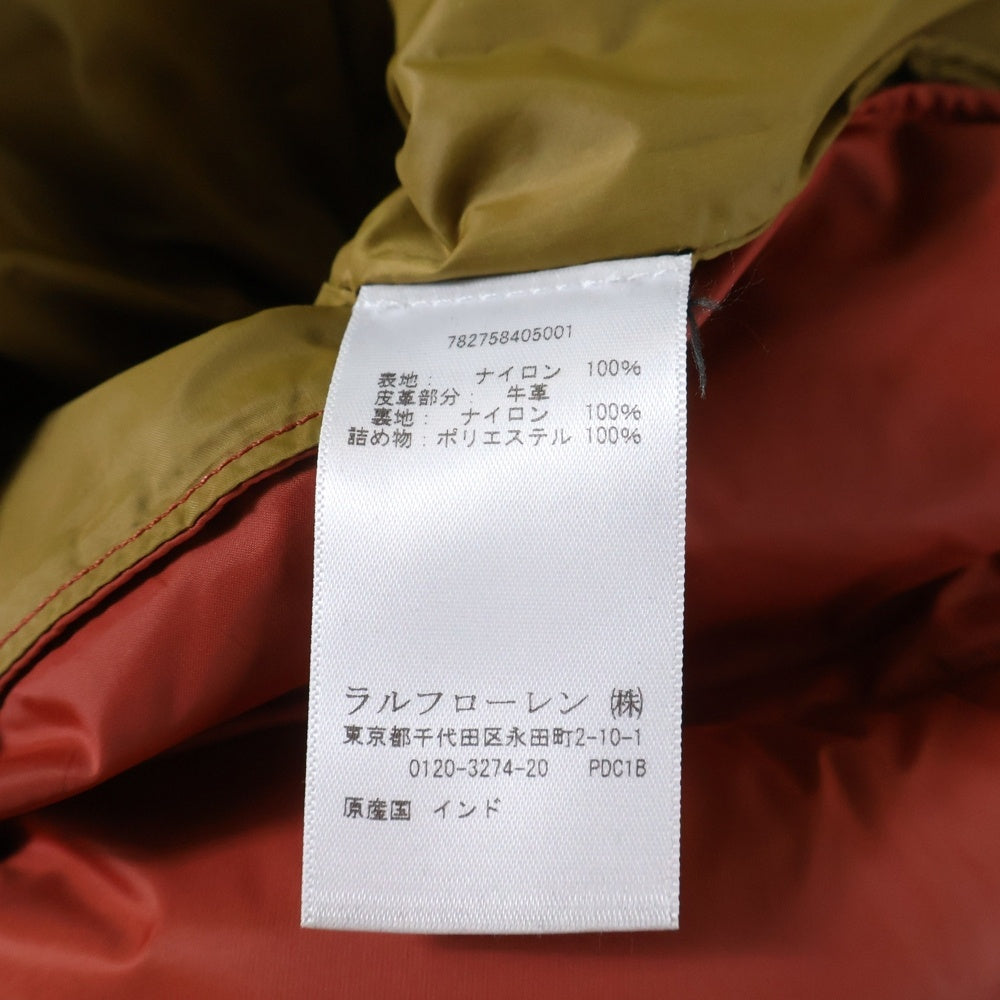 782758405001
表地： ナイロン 100%
皮革部分： 牛革
裏地： ナイロン 100%
詰め物：ポリエステル 100%
ラルフローレン ㈱
東京都千代田区永田町2-10-1
0120-3274-20 PDC1B
原産国 インド